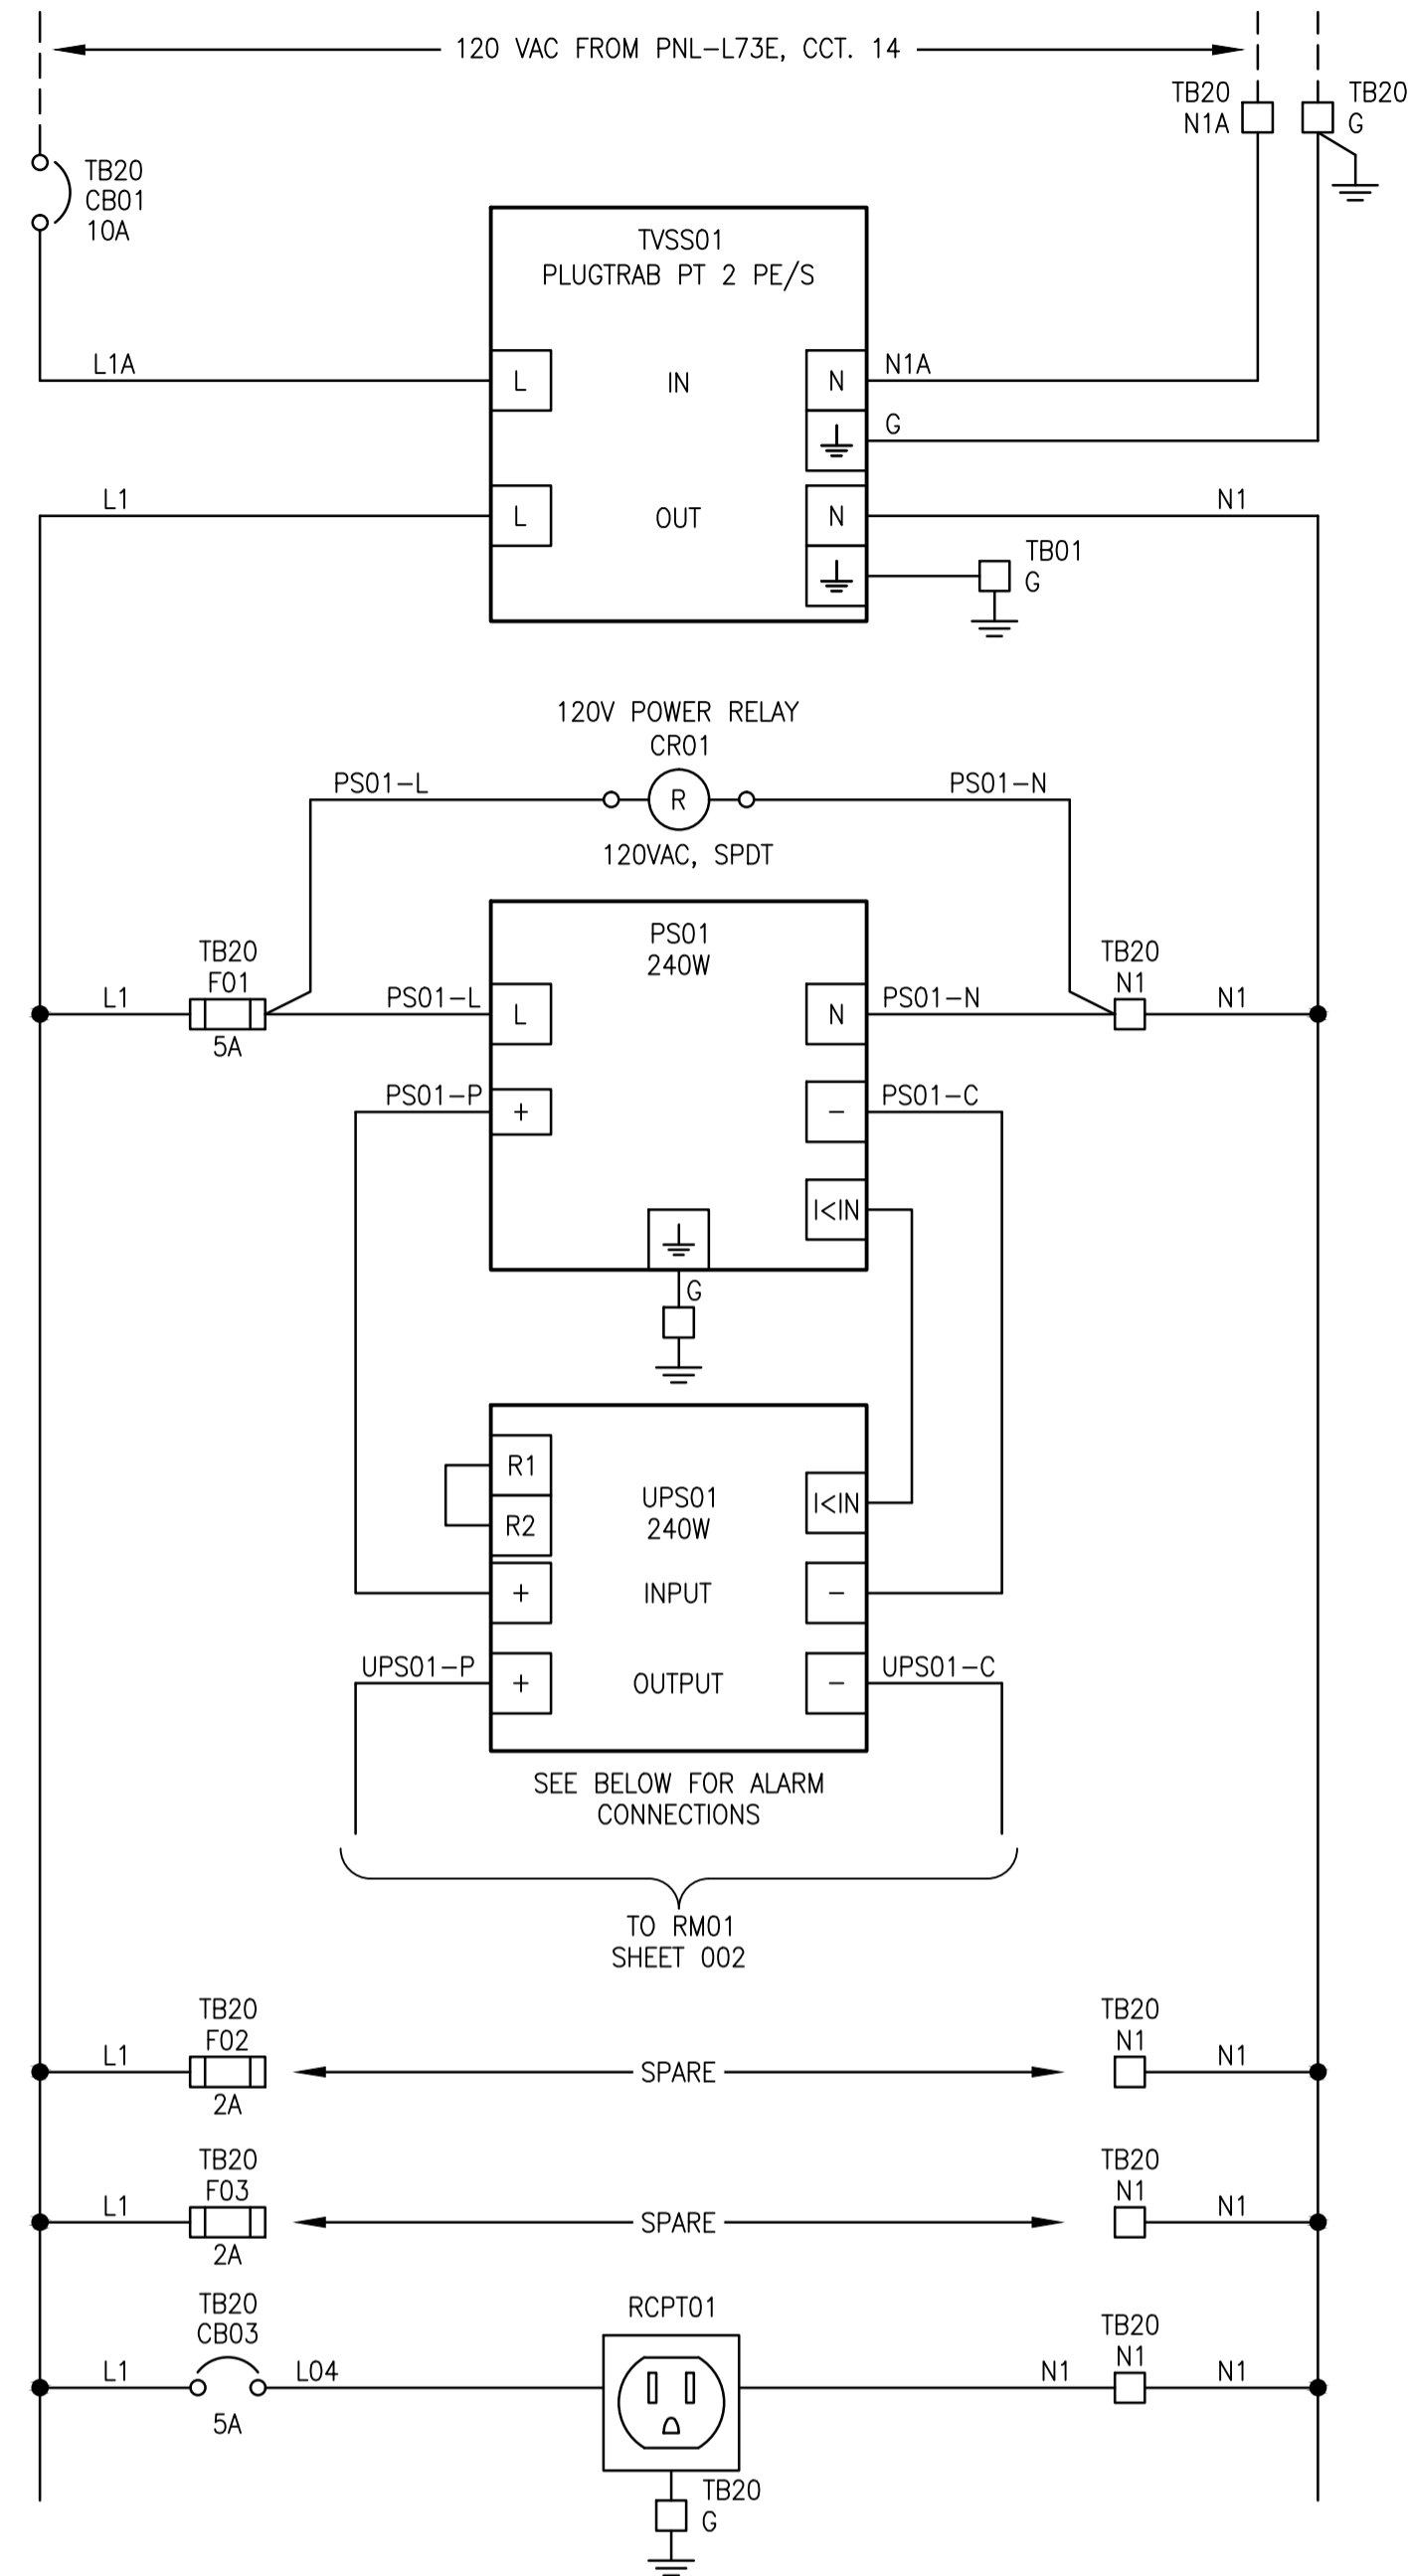 120 VAC FROM PNL-L73E, CCT. 14
TB20
N1A
TB20
G
TB20
CB01
10A
TVSS01
PLUGTRAB PT 2 PE/S
L1A
L
IN
N
N1A
G
L1
L
OUT
N
N1
TB01
G
120V POWER RELAY
CR01
PS01-L
R
PS01-N
120VAC, SPDT
PS01
240W
TB20
F01
L1
5A
PS01-L
L
N
PS01-N
TB20
N1
N1
PS01-P
+
-
PS01-C
I<IN
G
R1
R2
UPS01
240W
I<IN
+
INPUT
-
UPS01-P
+
OUTPUT
-
UPS01-C
SEE BELOW FOR ALARM
CONNECTIONS
TO RM01
SHEET 002
TB20
F02
L1
2A
SPARE
TB20
N1
N1
TB20
F03
L1
2A
SPARE
TB20
N1
N1
TB20
CB03
L1
L04
5A
RCPT01
N1
TB20
N1
N1
TB20
G